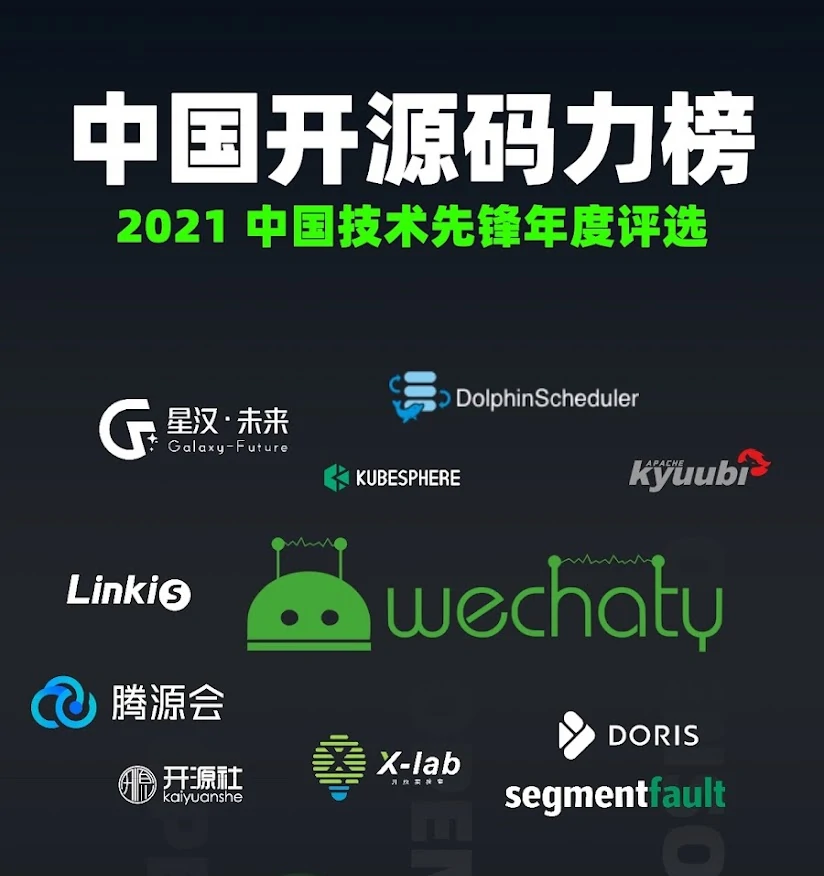 中国开源码力榜
2021 中国技术先锋年度评选
DolphinScheduler
星汉·未来
Galaxy-Future
KUBESPHERE
APACHE
kyuubi
Linkis
wechaty
腾源会
DORIS
开源社
kaiyuanshe
X-lab
segmentfault